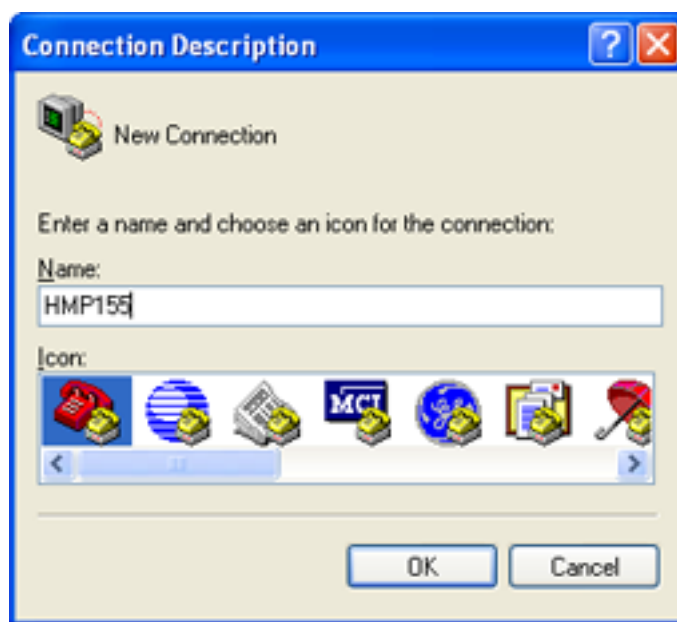 Connection Description
New Connection
Enter a name and choose an icon for the connection:
Name:
HMP155
Icon:
MCI
OK
Cancel